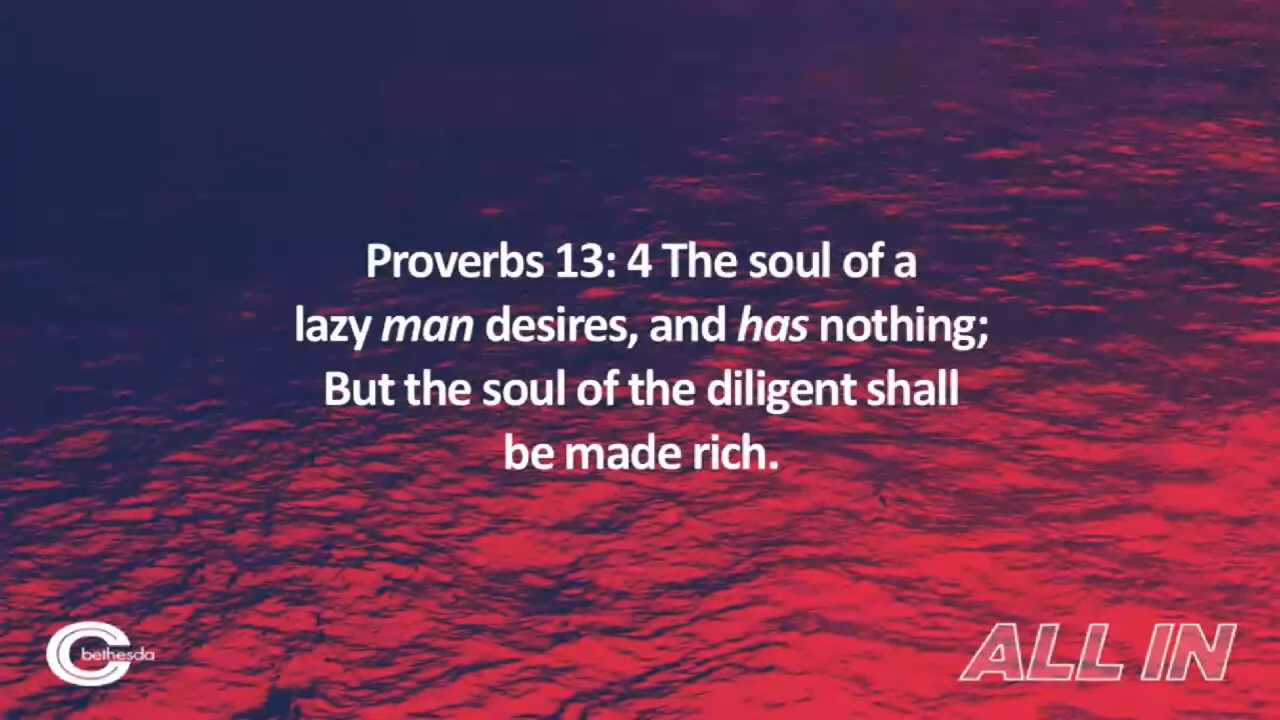 Proverbs 13: 4 The soul of a
lazy man desires, and has nothing;
But the soul of the diligent shall
be made rich.
bethesda
ALL IN